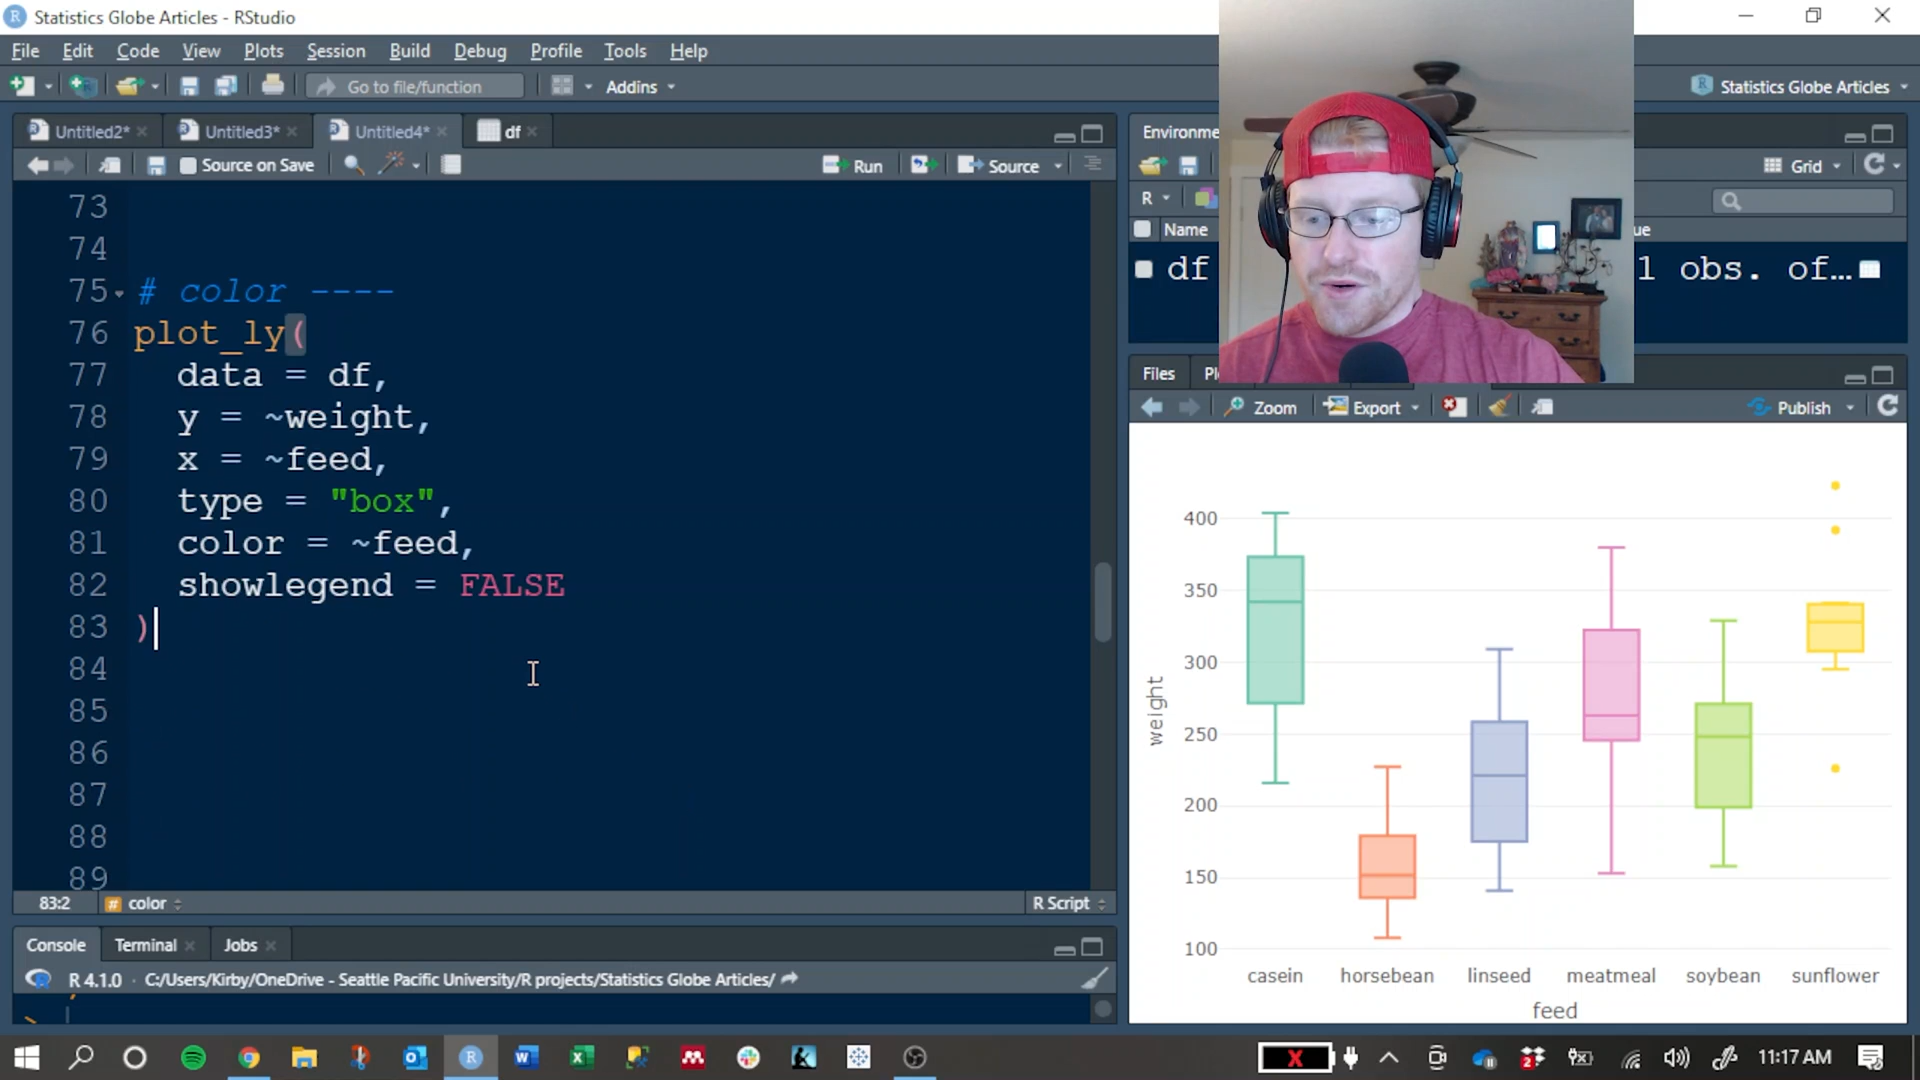 Statistics Globe Articles - RStudio
File Edit Code View Plots Session Build Debug Profile Tools Help
Go to file/function
Addins
Statistics Globe Articles
Untitled2* Untitled3* Untitled4* df
Source on Save
Run
Source
73
74
75 # color ----
76 plot_ly(
77 data = df,
78 y = ~weight,
79 x = ~feed,
80 type = "box",
81 color = ~feed,
82 showlegend = FALSE
83 )
84
85
86
87
88
89
83:2 color R Script
Console Terminal Jobs
R 4.1.0 C:/Users/Kirby/OneDrive - Seattle Pacific University/R projects/Statistics Globe Articles/
Grid
R
Name
df 1 obs. of…
Files
Zoom Export Publish
400
350
300
250
200
150
100
weight
casein horsebean linseed meatmeal soybean sunflower
feed
11:17 AM